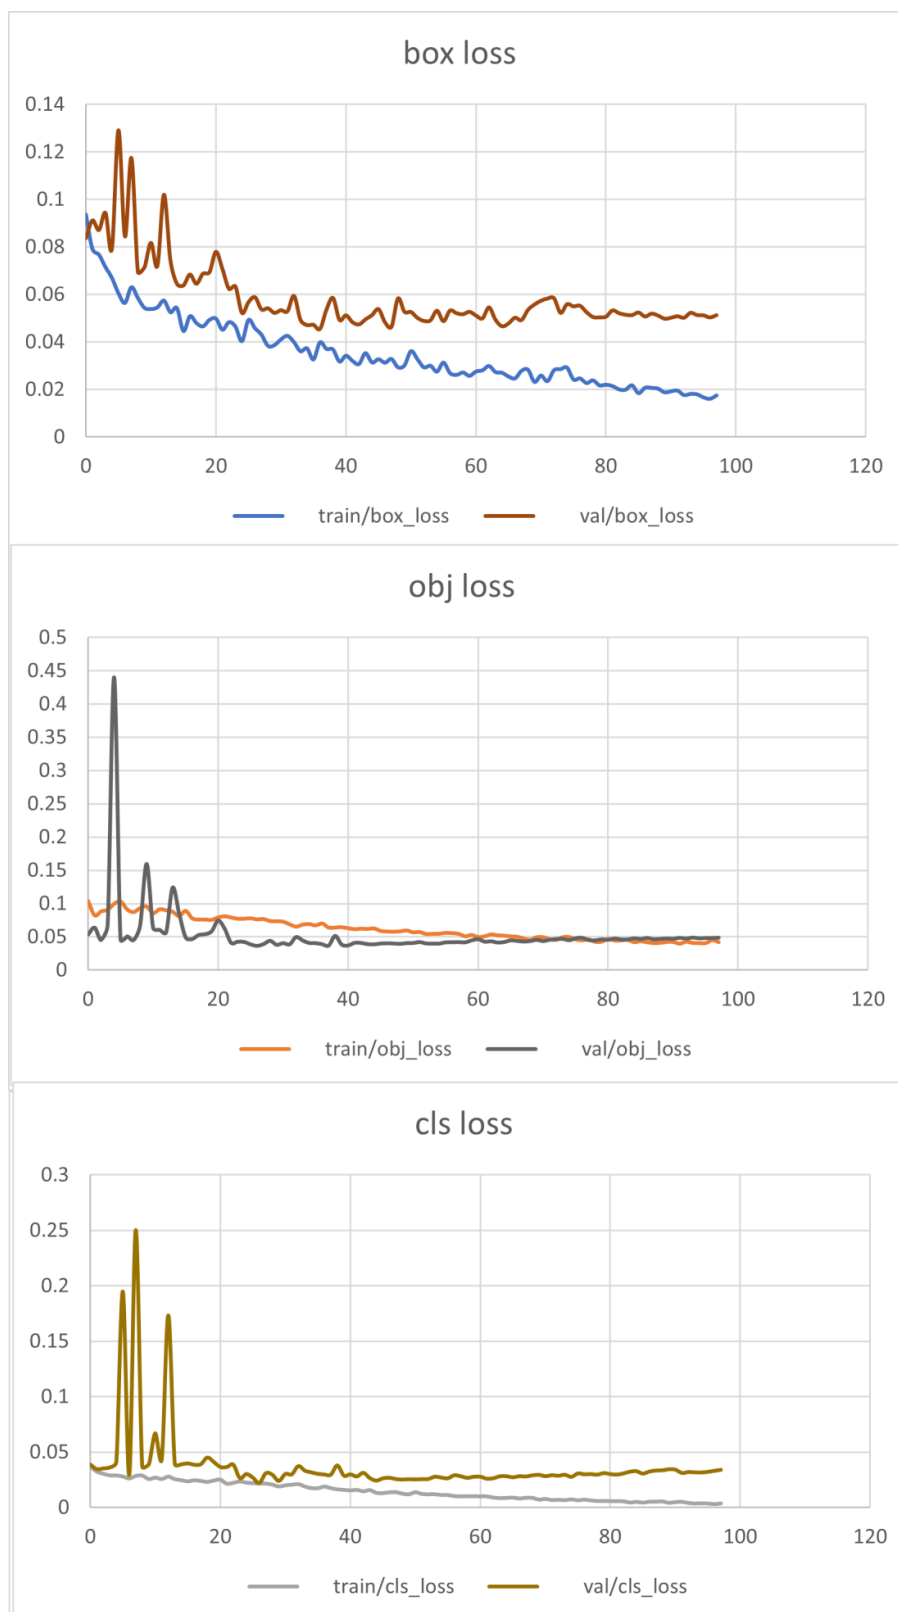 box loss
0.14
0.12
0.1
0.08
0.06
0.04
0.02
0
0 20 40 60 80 100 120
train/box_loss val/box_loss
obj loss
0.5
0.45
0.4
0.35
0.3
0.25
0.2
0.15
0.1
0.05
0
0 20 40 60 80 100 120
train/obj_loss val/obj_loss
cls loss
0.3
0.25
0.2
0.15
0.1
0.05
0
0 20 40 60 80 100 120
train/cls_loss val/cls_loss